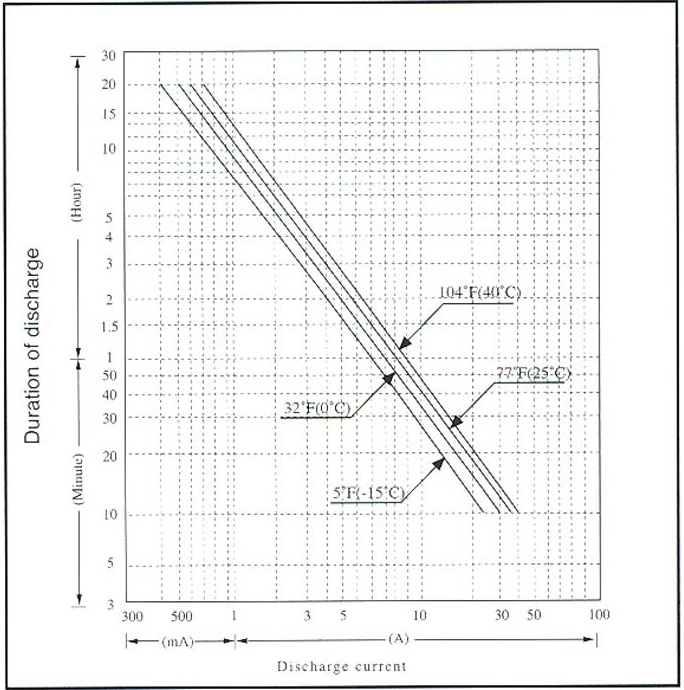 30
20
15
10
5
4
3
2
1.5
1
50
40
30
20
10
5
3
Duration of discharge
(Hour)
(Minute)
104°F(40°C)
77°F(25°C)
32°F(0°C)
5°F(-15°C)
300 500 1 3 5 10 30 50 100
(mA) (A)
Discharge current